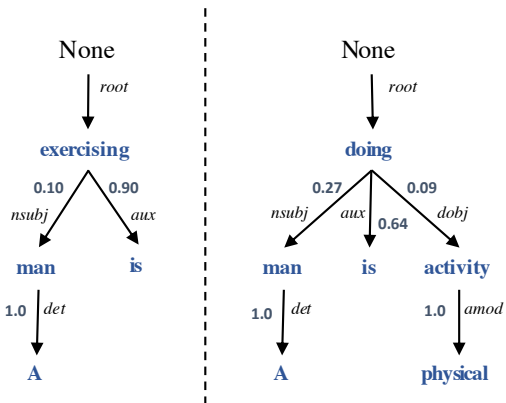 None
root
exercising
0.10 0.90
nsubj aux
man is
1.0 det
A
None
root
doing
0.27 0.09
nsubj aux 0.64 dobj
man is activity
1.0 det 1.0 amod
A physical